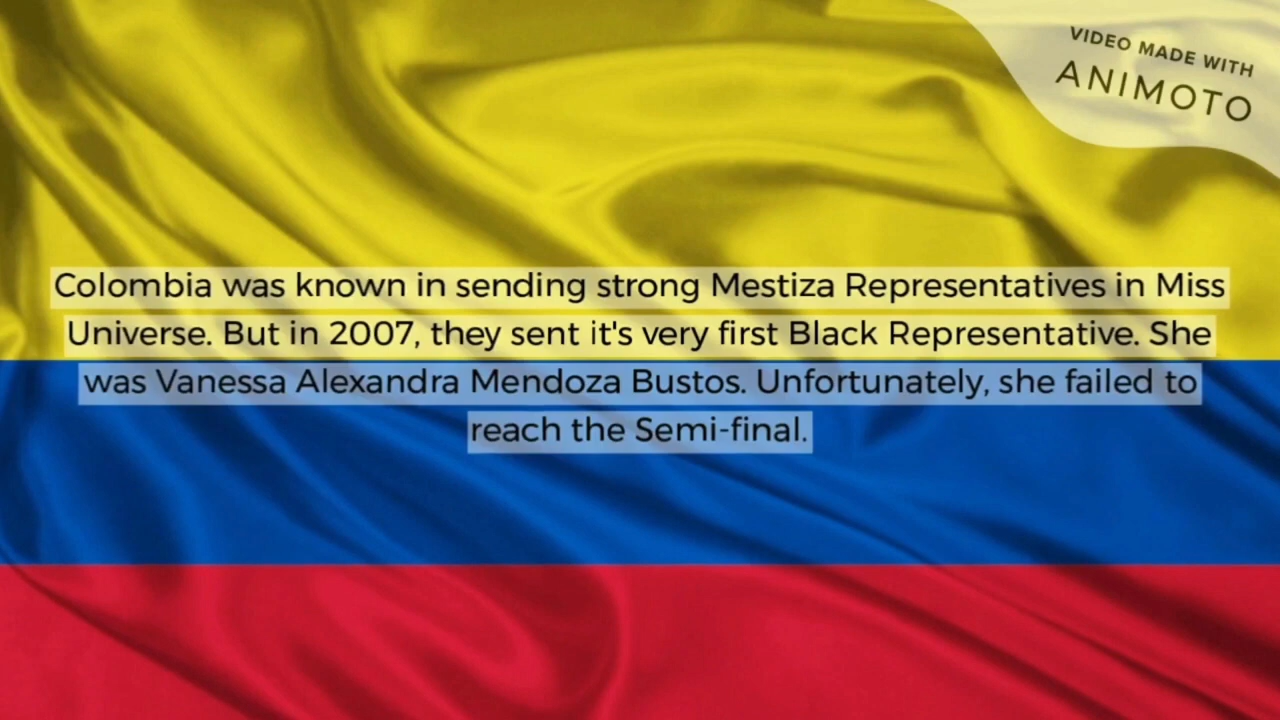 VIDEO MADE WITH
ANIMOTO
Colombia was known in sending strong Mestiza Representatives in Miss
Universe. But in 2007, they sent it's very first Black Representative. She
was Vanessa Alexandra Mendoza Bustos. Unfortunately, she failed to
reach the Semi-final.